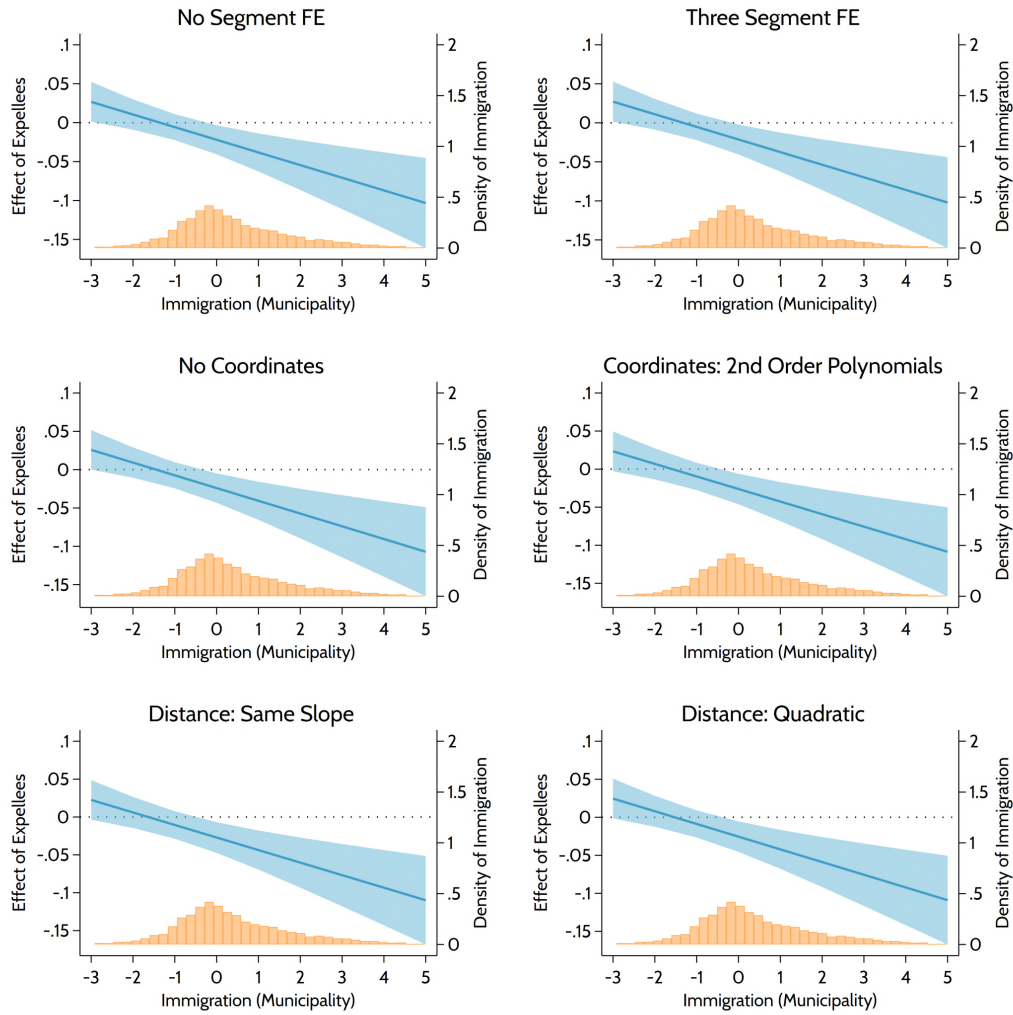 No Segment FE
.1
.05
0
-.05
-.1
-.15
Effect of Expellees
2
1.5
1
.5
0
Density of Immigration
-3 -2 -1 0 1 2 3 4 5
Immigration (Municipality)
Three Segment FE
.1
.05
0
-.05
-.1
-.15
Effect of Expellees
2
1.5
1
.5
0
Density of Immigration
-3 -2 -1 0 1 2 3 4 5
Immigration (Municipality)
No Coordinates
.1
.05
0
-.05
-.1
-.15
Effect of Expellees
2
1.5
1
.5
0
Density of Immigration
-3 -2 -1 0 1 2 3 4 5
Immigration (Municipality)
Coordinates: 2nd Order Polynomials
.1
.05
0
-.05
-.1
-.15
Effect of Expellees
2
1.5
1
.5
0
Density of Immigration
-3 -2 -1 0 1 2 3 4 5
Immigration (Municipality)
Distance: Same Slope
.1
.05
0
-.05
-.1
-.15
Effect of Expellees
2
1.5
1
.5
0
Density of Immigration
-3 -2 -1 0 1 2 3 4 5
Immigration (Municipality)
Distance: Quadratic
.1
.05
0
-.05
-.1
-.15
Effect of Expellees
2
1.5
1
.5
0
Density of Immigration
-3 -2 -1 0 1 2 3 4 5
Immigration (Municipality)